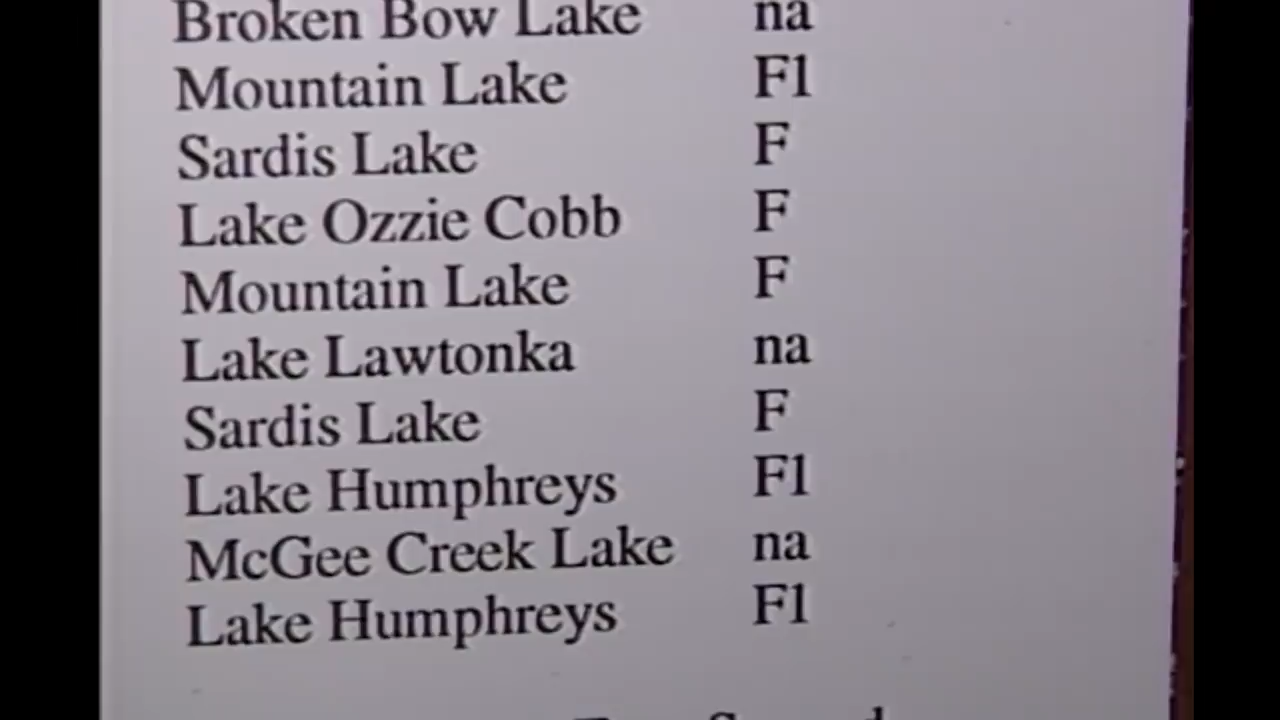 Broken Bow Lake na
Mountain Lake F1
Sardis Lake F
Lake Ozzie Cobb F
Mountain Lake F
Lake Lawtonka na
Sardis Lake F
Lake Humphreys F1
McGee Creek Lake na
Lake Humphreys F1